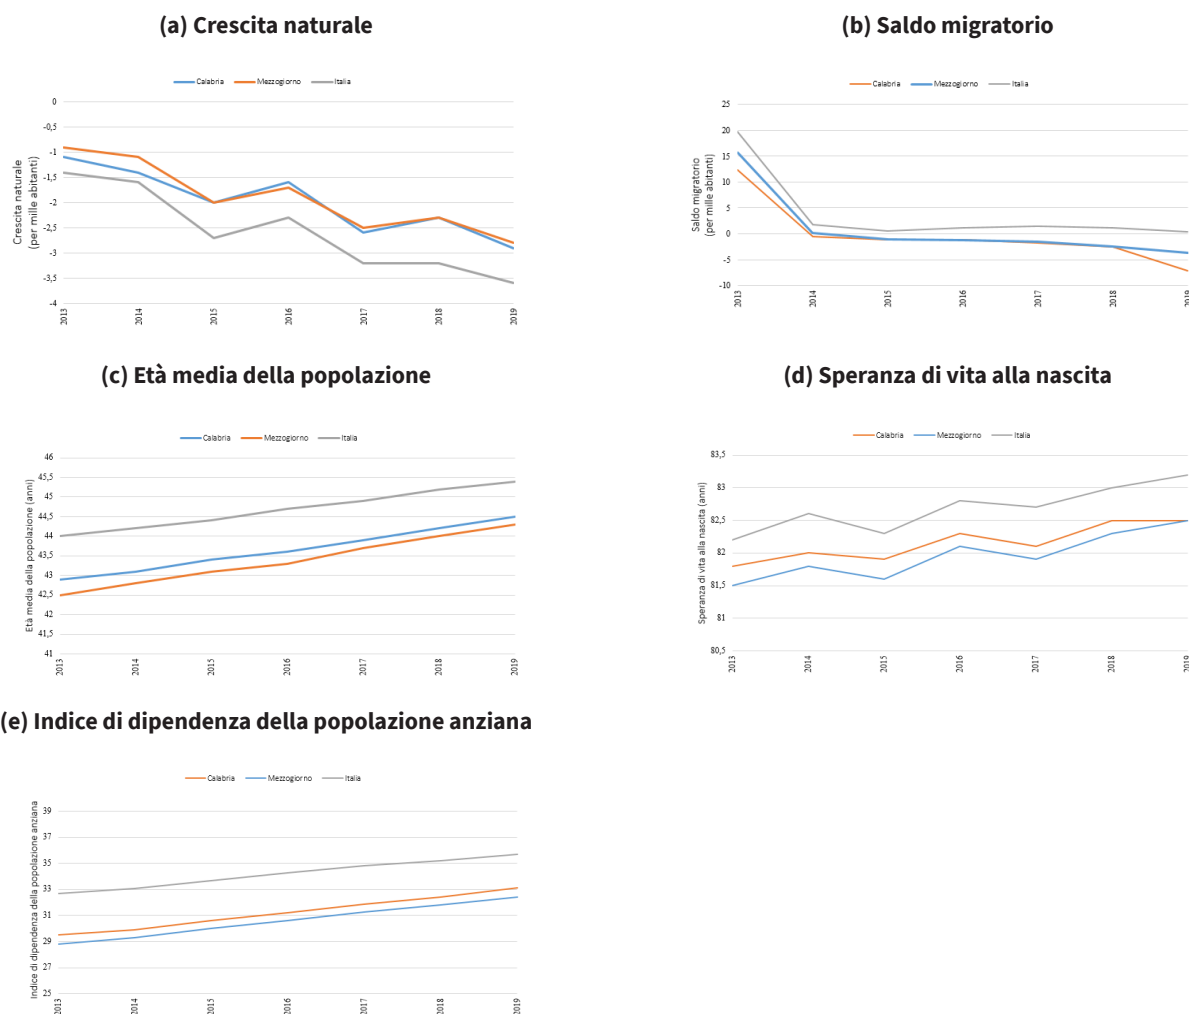 (a) Crescita naturale
Calabria Mezzogiorno Italia
Crescita naturale
(per mille abitanti)
0
-0,5
-1
-1,5
-2
-2,5
-3
-3,5
-4
2013 2014 2015 2016 2017 2018 2019
(b) Saldo migratorio
Calabria Mezzogiorno Italia
Saldo migratorio
(per mille abitanti)
25
20
15
10
5
0
-5
-10
2013 2014 2015 2016 2017 2018 2019
(c) Età media della popolazione
Calabria Mezzogiorno Italia
Età media della popolazione (anni)
46
45,5
45
44,5
44
43,5
43
42,5
42
41,5
41
2013 2014 2015 2016 2017 2018 2019
(d) Speranza di vita alla nascita
Calabria Mezzogiorno Italia
Speranza di vita alla nascita (anni)
83,5
83
82,5
82
81,5
81
80,5
2013 2014 2015 2016 2017 2018 2019
(e) Indice di dipendenza della popolazione anziana
Calabria Mezzogiorno Italia
Indice di dipendenza della popolazione anziana
39
37
35
33
31
29
27
25
2013 2014 2015 2016 2017 2018 2019